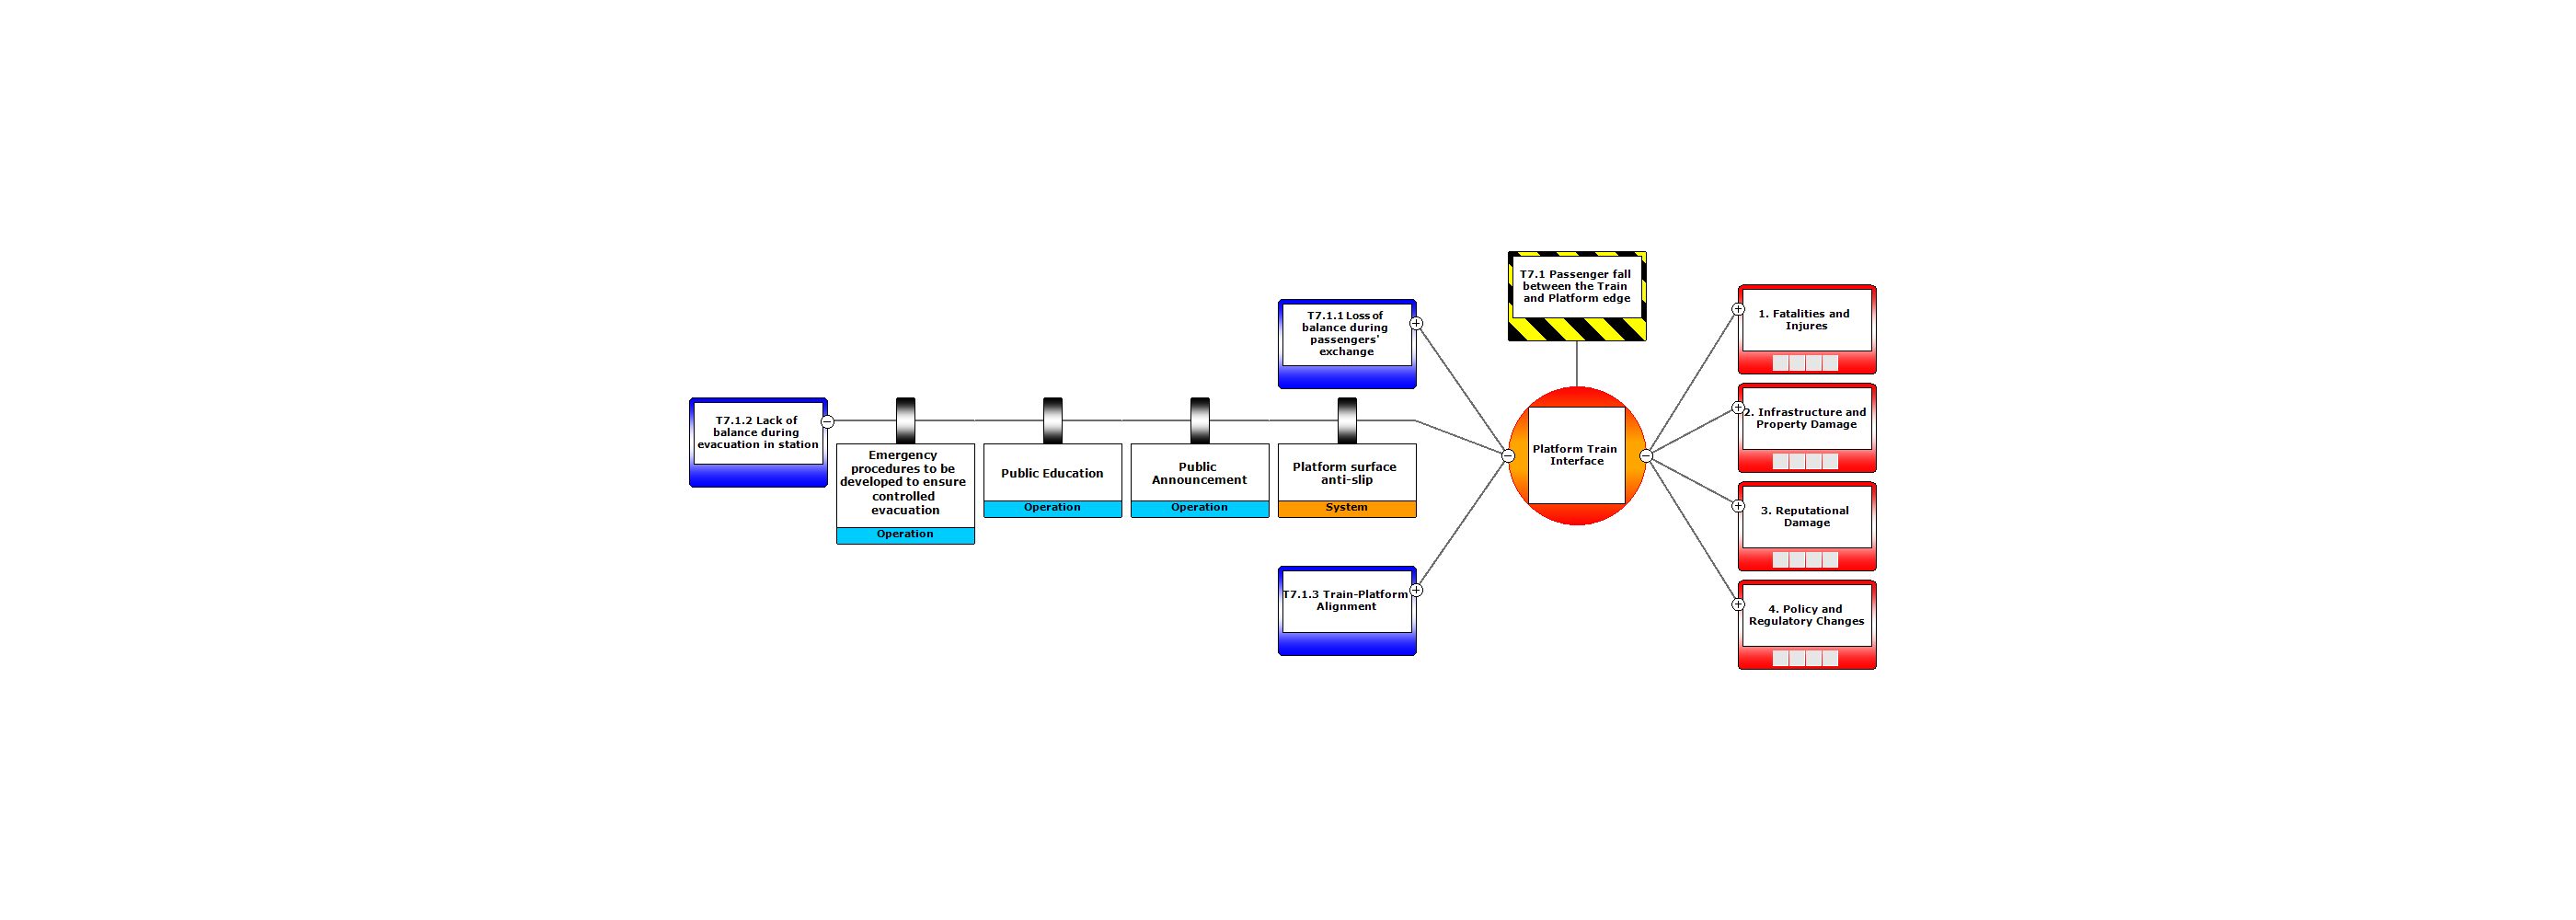 T7.1 Passenger fall
between the Train
and Platform edge
T7.1.1 Loss of
balance during
passengers'
exchange
T7.1.2 Lack of
balance during
evacuation in station
Emergency
procedures to be
developed to ensure
controlled
evacuation
Operation
Public Education
Operation
Public
Announcement
Operation
Platform surface
anti-slip
System
T7.1.3 Train-Platform
Alignment
Platform Train
Interface
1. Fatalities and
Injures
2. Infrastructure and
Property Damage
3. Reputational
Damage
4. Policy and
Regulatory Changes